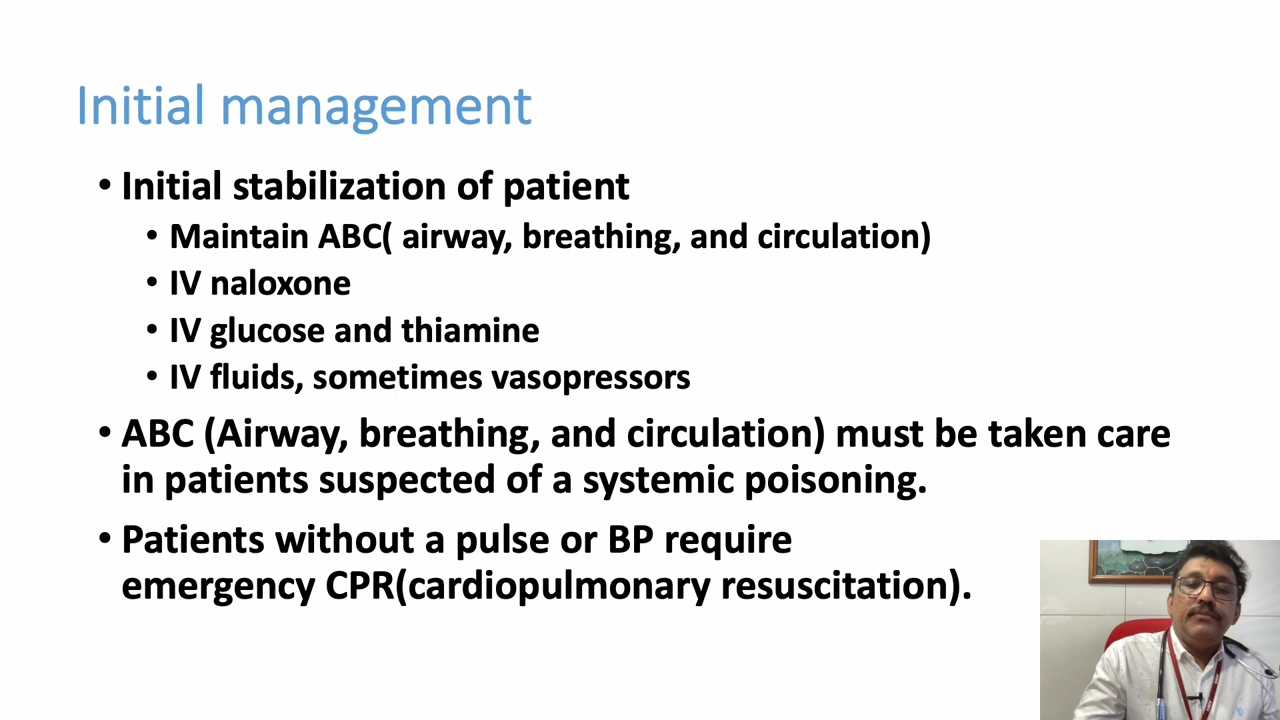 Initial management
• Initial stabilization of patient
• Maintain ABC( airway, breathing, and circulation)
• IV naloxone
• IV glucose and thiamine
• IV fluids, sometimes vasopressors
• ABC (Airway, breathing, and circulation) must be taken care
in patients suspected of a systemic poisoning.
• Patients without a pulse or BP require
emergency CPR(cardiopulmonary resuscitation).